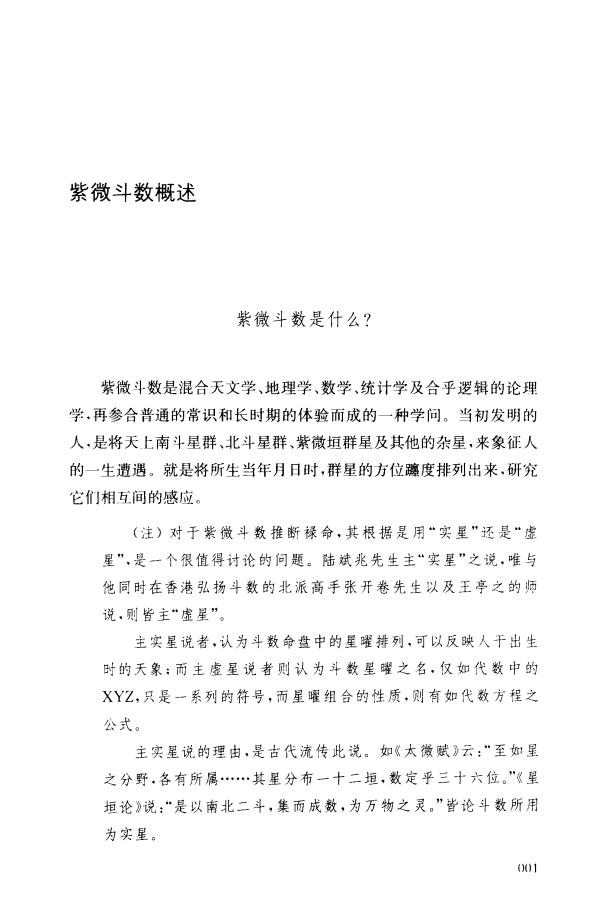 紫微斗数概述
紫微斗数是什么?
紫微斗数是混合天文学、地理学、数学、统计学及合乎逻辑的论理
学,再参合普通的常识和长时期的体验而成的一种学问。当初发明的
人,是将天上南斗星群、北斗星群、紫微垣群星及其他的杂星,来象征人
的一生遭遇。就是将所生当年月日时,群星的方位躔度排列出来,研究
它们相互间的感应。
(注)对于紫微斗数推断禄命,其根据是用“实星”还是“虚
星”,是一个很值得讨论的问题。陆斌兆先生主“实星”之说,唯与
他同时在香港弘扬斗数的北派高手张开卷先生以及王亭之的师
说,则皆主“虚星”。
主实星说者,认为斗数命盘中的星曜排列,可以反映人于出生
时的天象;而主虚星说者则认为斗数星曜之名,仅如代数中的
XYZ,只是一系列的符号,而星曜组合的性质,则有如代数方程之
公式。
主实星说的理由,是古代流传此说。如《太微赋》云:“至如星
之分野,各有所属……其星分布一十二垣,数定乎三十六位。”《星
垣论》说:“是以南北二斗,集而成数,为万物之灵。”皆论斗数所用
为实星。
001